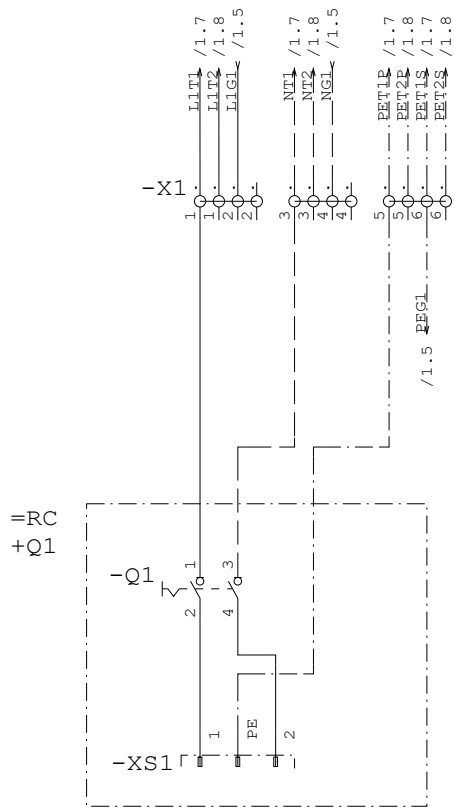 /1.7
/1.8
/1.5
/1.7
/1.8
/1.5
/1.7
/1.8
/1.7
/1.8
L1T1
L1T2
L1G1
NT1
NT2
NG1
PET1P
PET2P
PET1S
PET2S
-X1
1
1
2
2
3
3
4
4
5
5
6
6
PEG1
/1.5
=RC
+Q1
-Q1
1
3
2
4
1
PE
2
-XS1